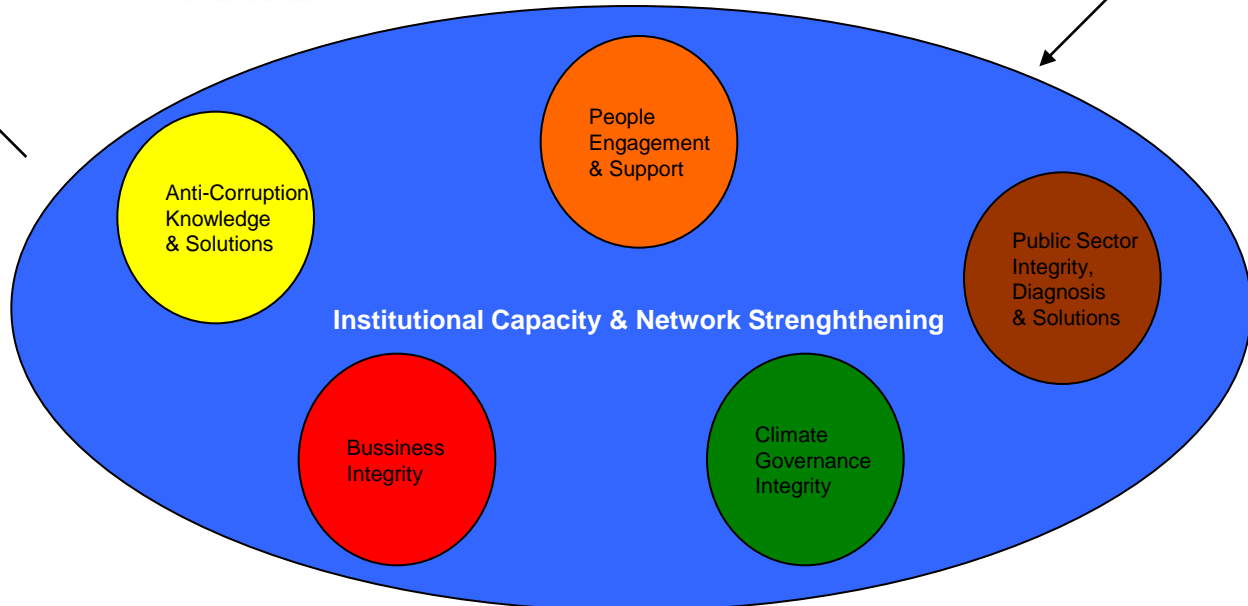 People
Engagement
& Support
Anti-Corruption
Knowledge
& Solutions
Public Sector
Integrity,
Diagnosis
& Solutions
Institutional Capacity & Network Strenghthening
Bussiness
Integrity
Climate
Governance
Integrity